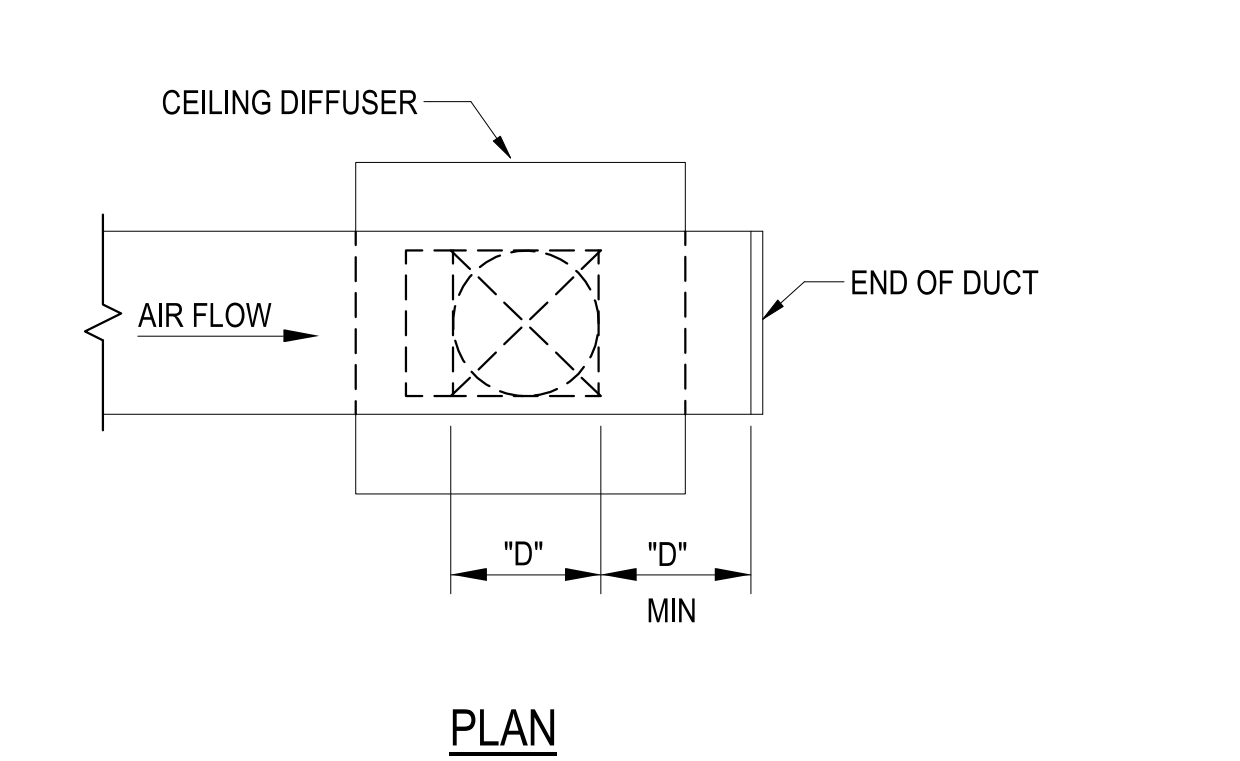 CEILING DIFFUSER
END OF DUCT
AIR FLOW
"D"
"D"
MIN
PLAN